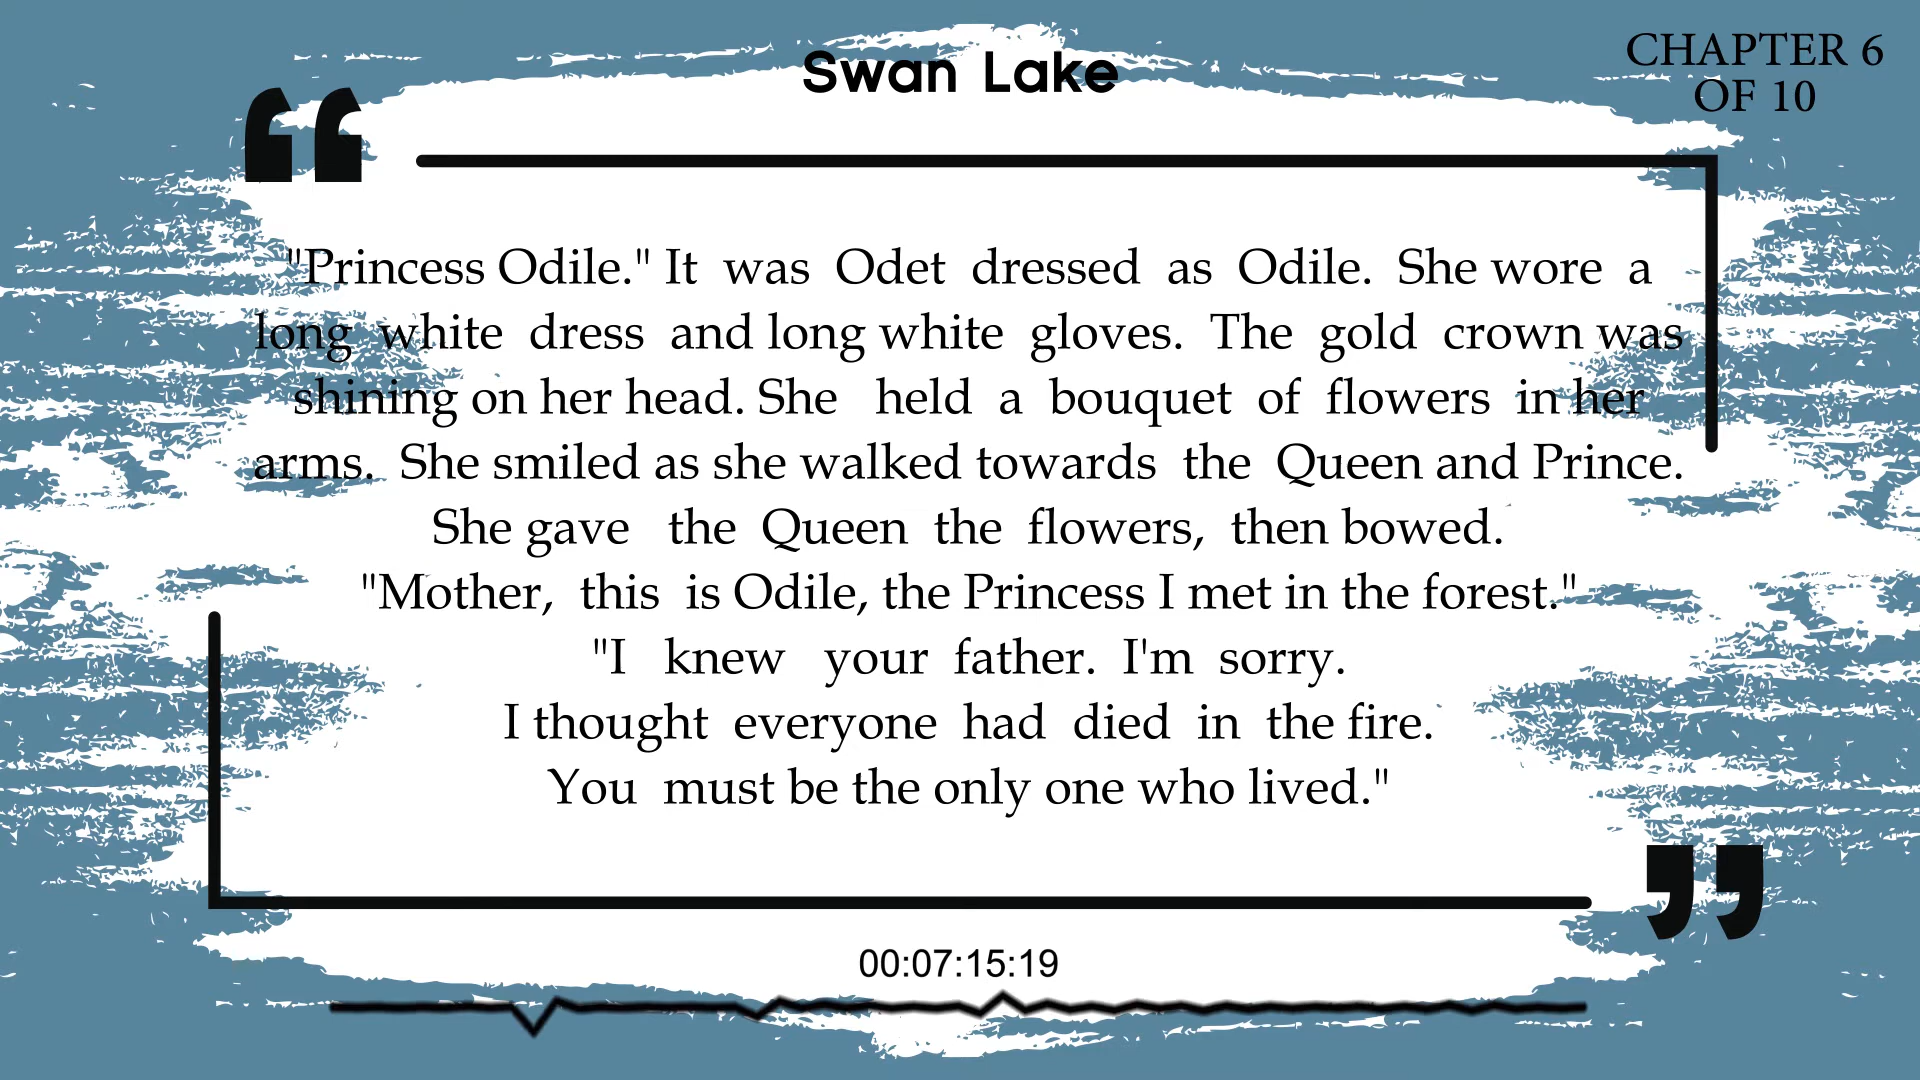 Swan Lake
CHAPTER 6
OF 10
"Princess Odile." It was Odet dressed as Odile. She wore a
long white dress and long white gloves. The gold crown was
shining on her head. She held a bouquet of flowers in her
arms. She smiled as she walked towards the Queen and Prince.
She gave the Queen the flowers, then bowed.
"Mother, this is Odile, the Princess I met in the forest."
"I knew your father. I'm sorry.
I thought everyone had died in the fire.
You must be the only one who lived."
00:07:15:19